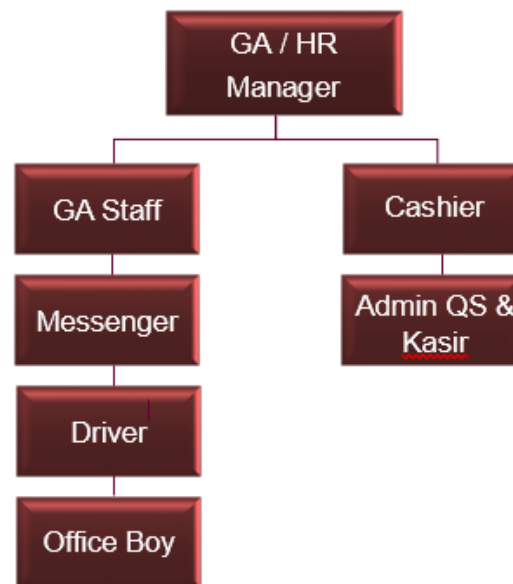 GA / HR
Manager
GA Staff
Cashier
Messenger
Admin QS &
Kasir
Driver
Office Boy